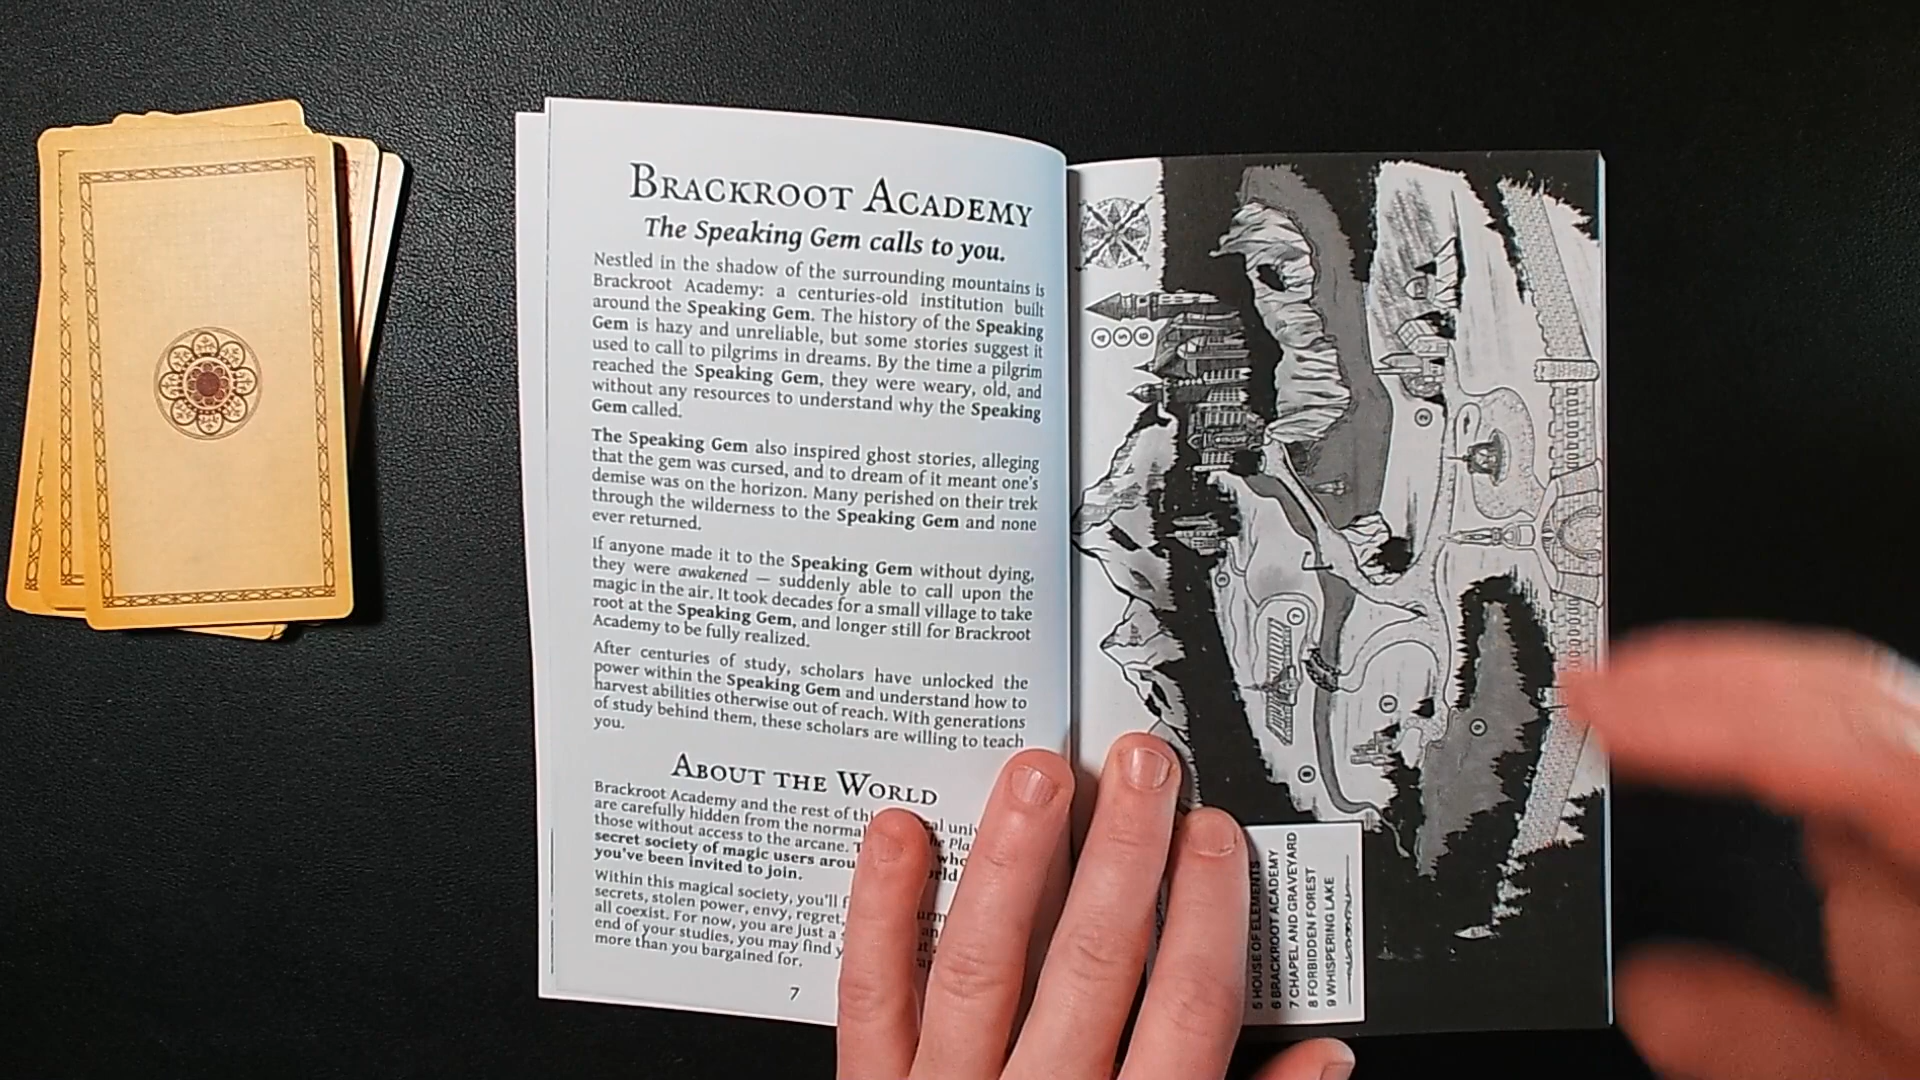 BRACKROOT ACADEMY
The Speaking Gem calls to you.
Nestled in the shadow of the surrounding mountains is
Brackroot Academy: a centuries-old institution built
around the Speaking Gem. The history of the Speaking
Gem is hazy and unreliable, but some stories suggest it
used to call to pilgrims in dreams. By the time a pilgrim
reached the Speaking Gem, they were weary, old, and
without any resources to understand why the Speaking
Gem called.
The Speaking Gem also inspired ghost stories, alleging
that the gem was cursed, and to dream of it meant one's
demise was on the horizon. Many perished on their trek
through the wilderness to the Speaking Gem and none
ever returned.
If anyone made it to the Speaking Gem without dying,
they were awakened — suddenly able to call upon the
magic in the air. It took decades for a small village to take
root at the Speaking Gem, and longer still for Brackroot
Academy to be fully realized.
After centuries of study, scholars have unlocked the
power within the Speaking Gem and understand how to
harvest abilities otherwise out of reach. With generations
of study behind them, these scholars are willing to teach
you.
ABOUT THE WORLD
Brackroot Academy and the rest of
are carefully hidden from the
those without access to the arcane.
secret society of magic users
you've been invited to join.
Within this magical society, you'll
secrets, stolen power, envy, regret,
all coexist. For now, you are just a
end of your studies, you may find
more than you bargained for.
7
4
5
6
2
3
7
1
9
8
5 HOUSE OF ELEMENTS
6 BRACKROOT ACADEMY
7 CHAPEL AND GRAVEYARD
8 FORBIDDEN FOREST
9 WHISPERING LAKE